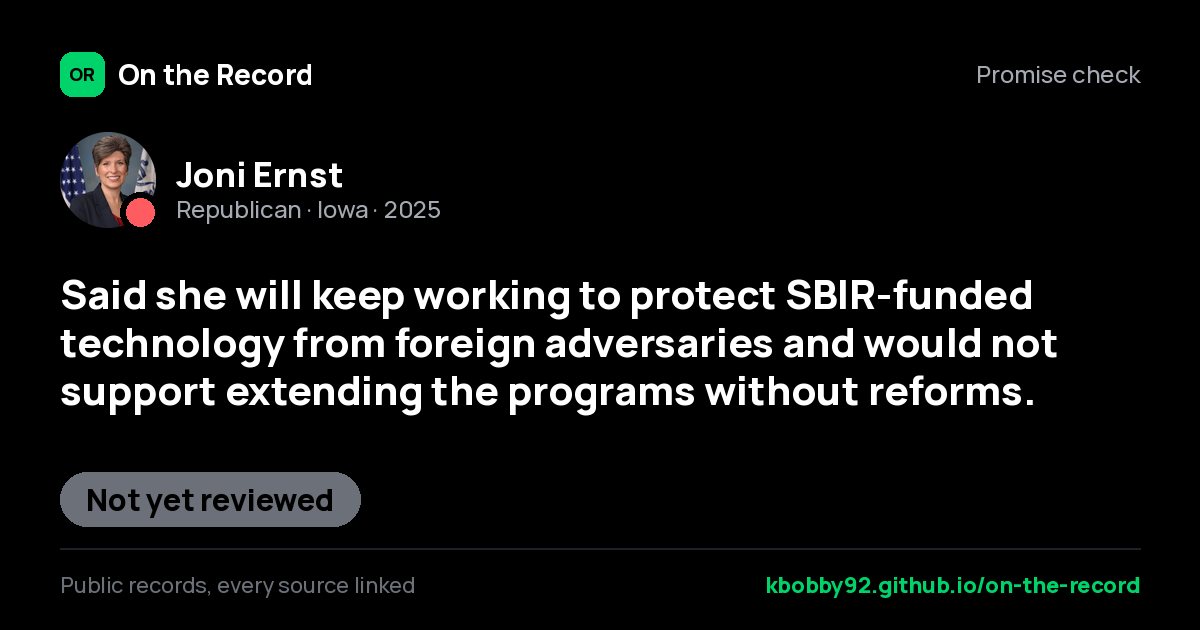 OR On the Record
Promise check
Joni Ernst
Republican · Iowa · 2025
Said she will keep working to protect SBIR-funded
technology from foreign adversaries and would not
support extending the programs without reforms.
Not yet reviewed
Public records, every source linked
kbobby92.github.io/on-the-record